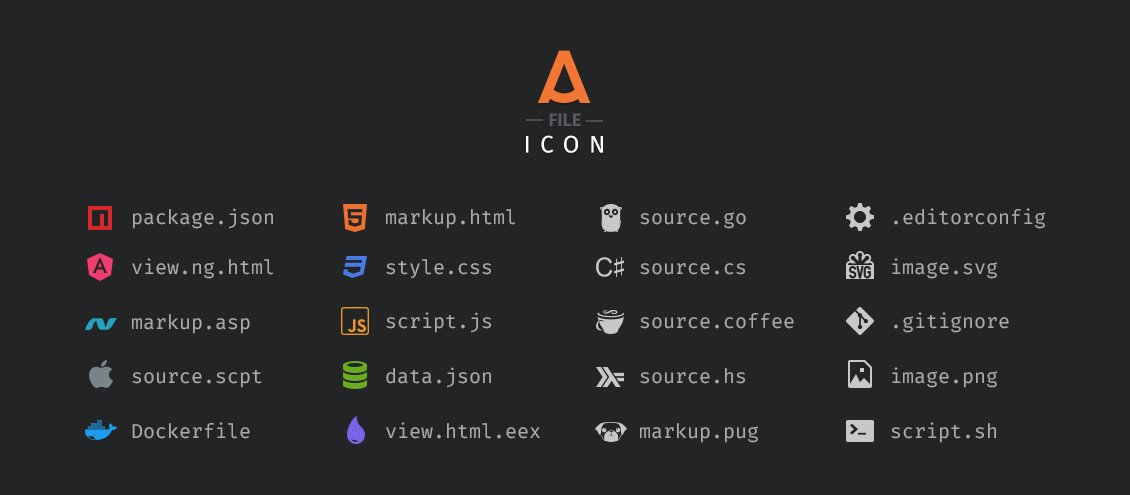 FILE
ICON
package.json
markup.html
source.go
.editorconfig
view.ng.html
style.css
C# source.cs
SVG image.svg
markup.asp
JS script.js
source.coffee
.gitignore
source.scpt
data.json
source.hs
image.png
Dockerfile
view.html.eex
markup.pug
script.sh